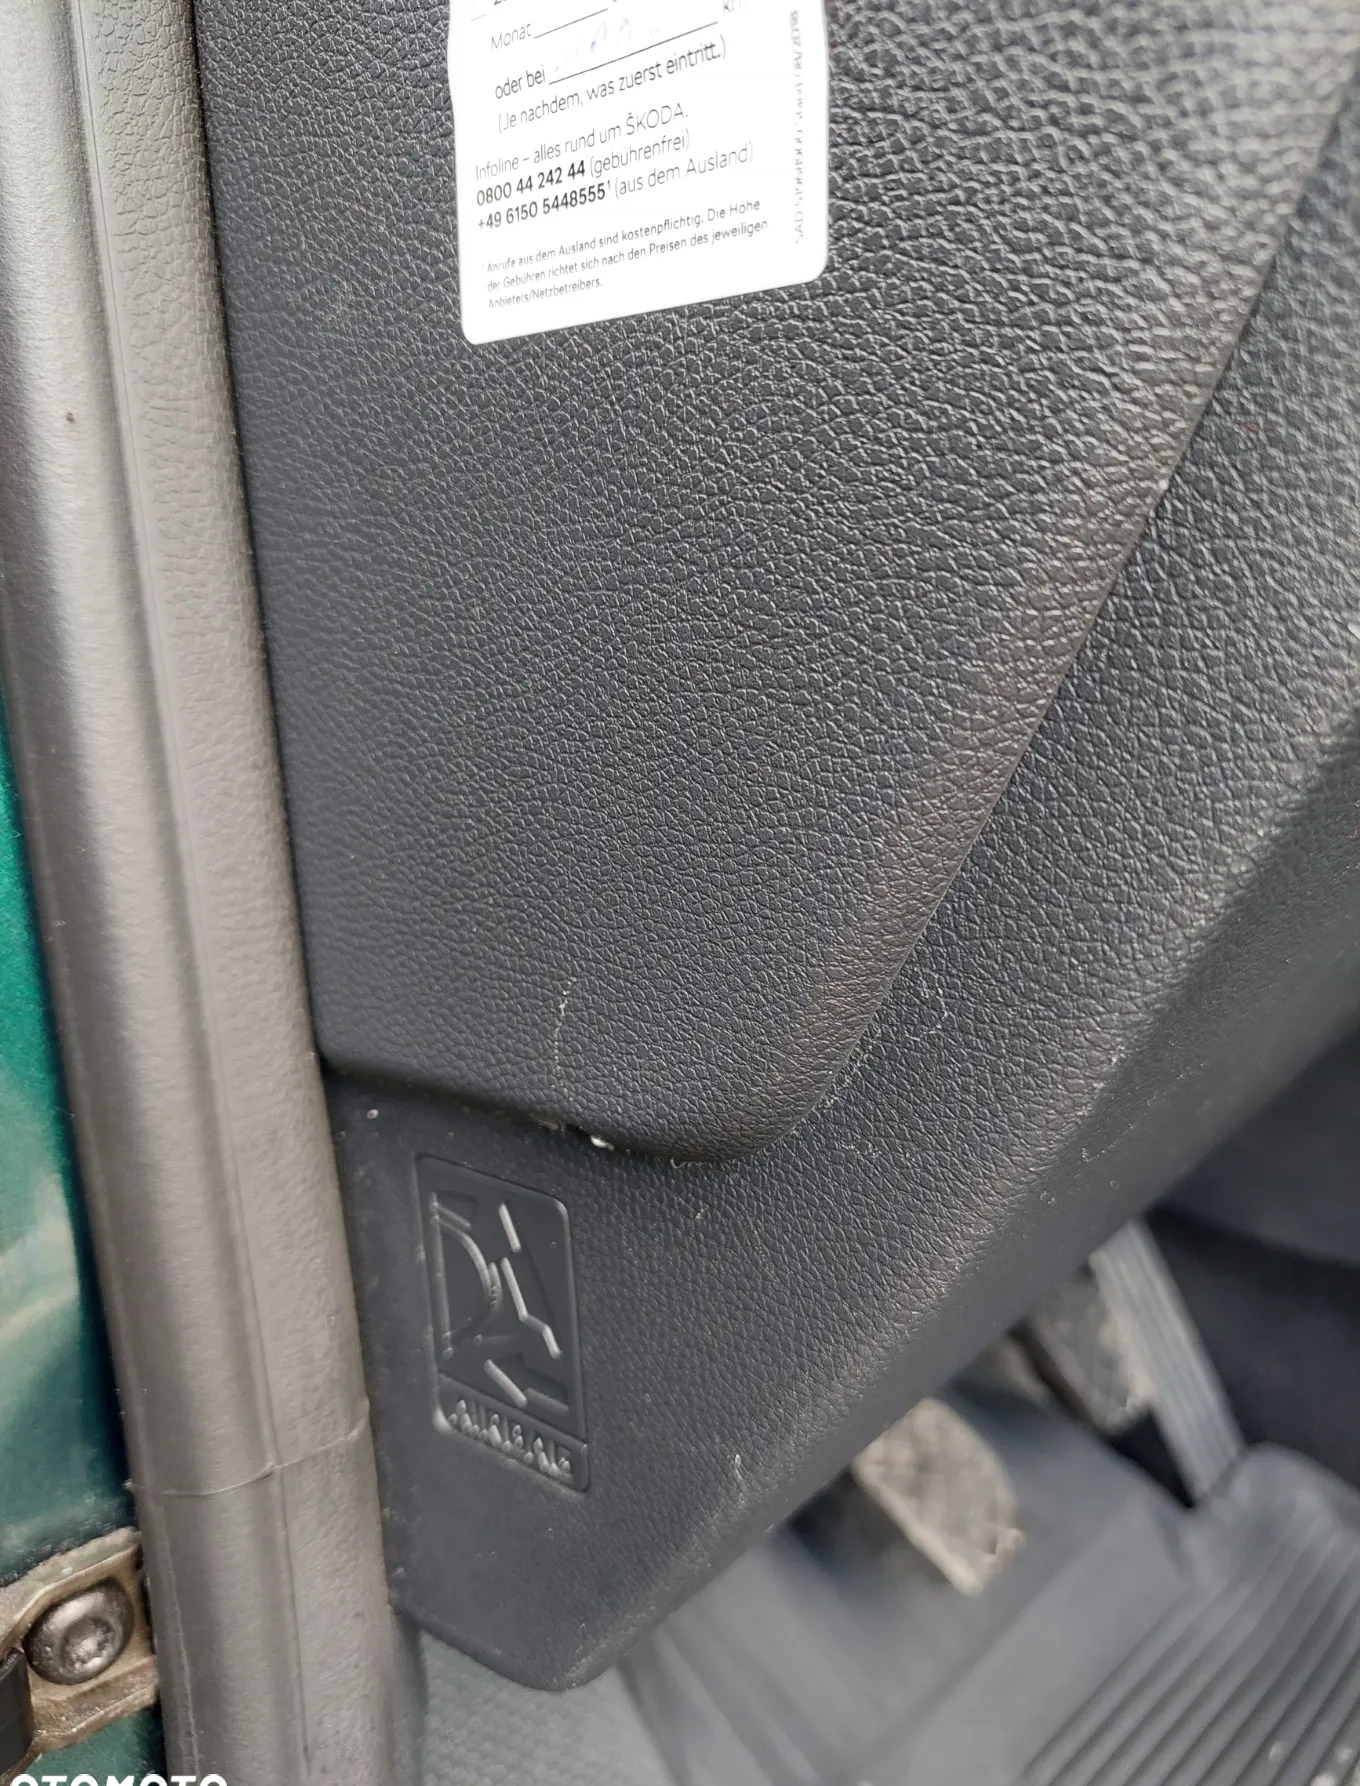 Monat
km
oder bei
(Je nachdem, was zuerst eintritt.)
Infoline – alles rund um ŠKODA.
0800 44 242 44 (gebührenfrei)
+49 6150 5448555¹ (aus dem Ausland)
¹ Anrufe aus dem Ausland sind kostenpflichtig. Die Höhe
der Gebühren richtet sich nach den Preisen des jeweiligen
Anbieters/Netzbetreibers.
AIRBAG
OTOMOTO